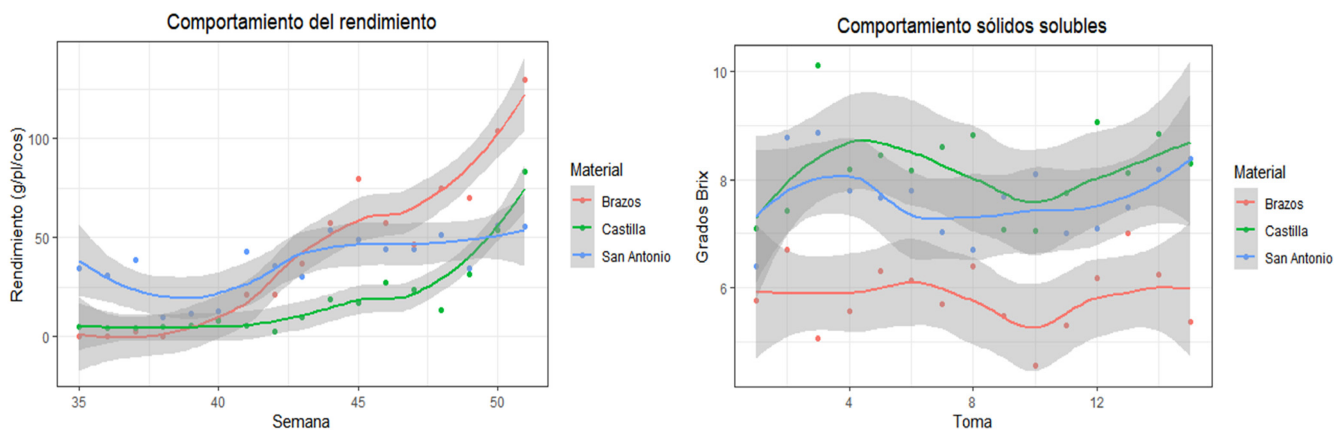 Comportamiento del rendimiento
Rendimiento (g/pl/cos)
100
50
0
35
40
45
50
Semana
Material
Brazos
Castilla
San Antonio
Comportamiento sólidos solubles
Grados Brix
10
8
6
4
8
12
Toma
Material
Brazos
Castilla
San Antonio